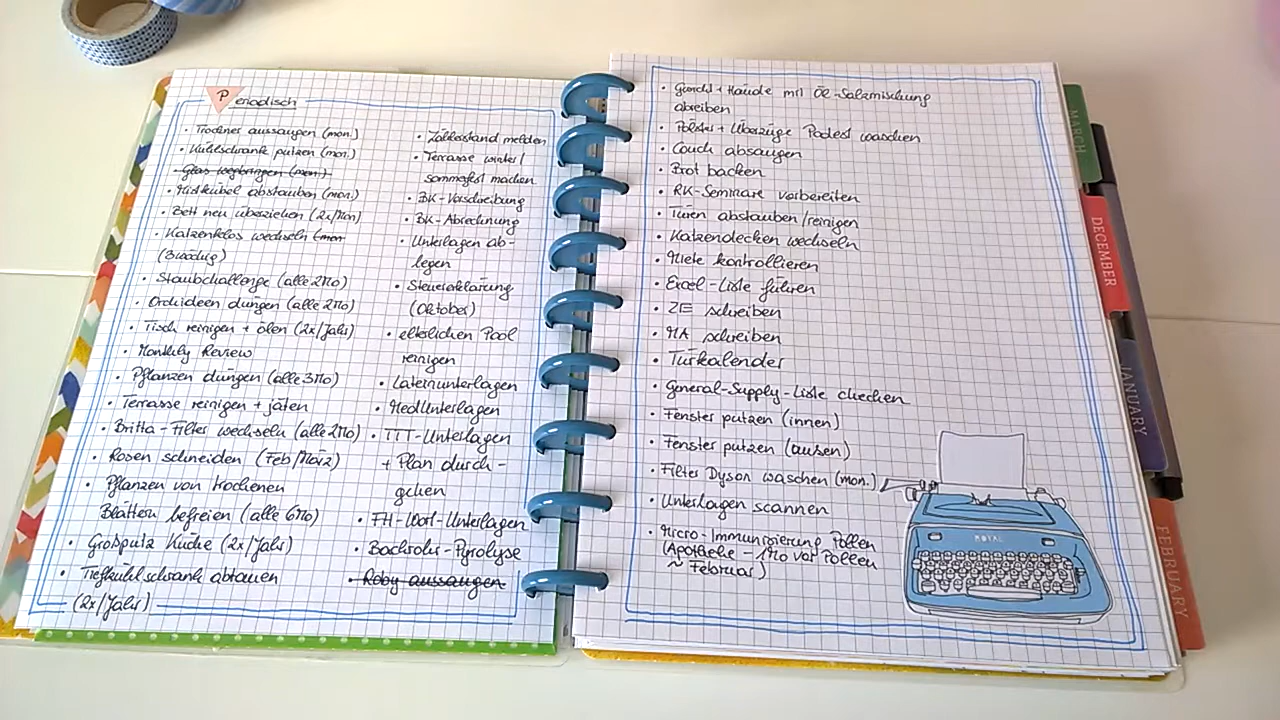 Periodisch
• Trockner aussaugen (mon.)
• Kühlschrank putzen (mon.)
Glas wegbringen (mon.)
• Mistkübel abstauben (mon.)
• Bett neu überziehen (2x/Mon)
• Katzenklos wechseln (mon
(3wöchig)
• Staubchallenge (alle 2Mo)
• Orchideen düngen (alle 2Mo)
• Tisch reinigen + ölen (2x/Jahr)
• Monthly Review
• Pflanzen düngen (alle 3Mo)
• Terrasse reinigen + jäten
• Britta-Filter wechseln (alle 2Mo)
• Rosen schneiden (Feb/März)
• Pflanzen von trockenen
Blättern befreien (alle 6Mo)
• Großputz Küche (2x/Jahr)
• Tiefkühlschrank abtauen
(2x/Jahr)
• Zählerstand melden
• Terrasse winter/
sommerfest machen
• BK-Vorschreibung
• BK-Abrechnung
• Unterlagen ab-
legen
• Steuererklärung
(Oktober)
• elterlichen Pool
reinigen
• Lateinunterlagen
• MedUnterlagen
• TTT-Unterlagen
+ Plan durch-
gehen
• FH-Vorl-Unterlagen
• Backrohr-Pyrolyse
• Roby aussaugen
• Gesicht + Hände mit Öl-Salzmischung
abreiben
• Pölster + Überzüge Podest waschen
• Couch absaugen
• Brot backen
• RK-Seminare vorbereiten
• Türen abstauben/reinigen
• Katzendecken wechseln
• Miete kontrollieren
• Excel-Liste führen
• ZE schreiben
• MA schreiben
• Türkalender
• General-Supply-Liste checken
• Fenster putzen (innen)
• Fenster putzen (außen)
• Filter Dyson waschen (mon.)
• Unterlagen scannen
• Micro-Immunisierung Pollen
(Apotheke - 1Mo vor Pollen
~ Februar)
ROYAL
MARCH
DECEMBER
JANUARY
FEBRUARY